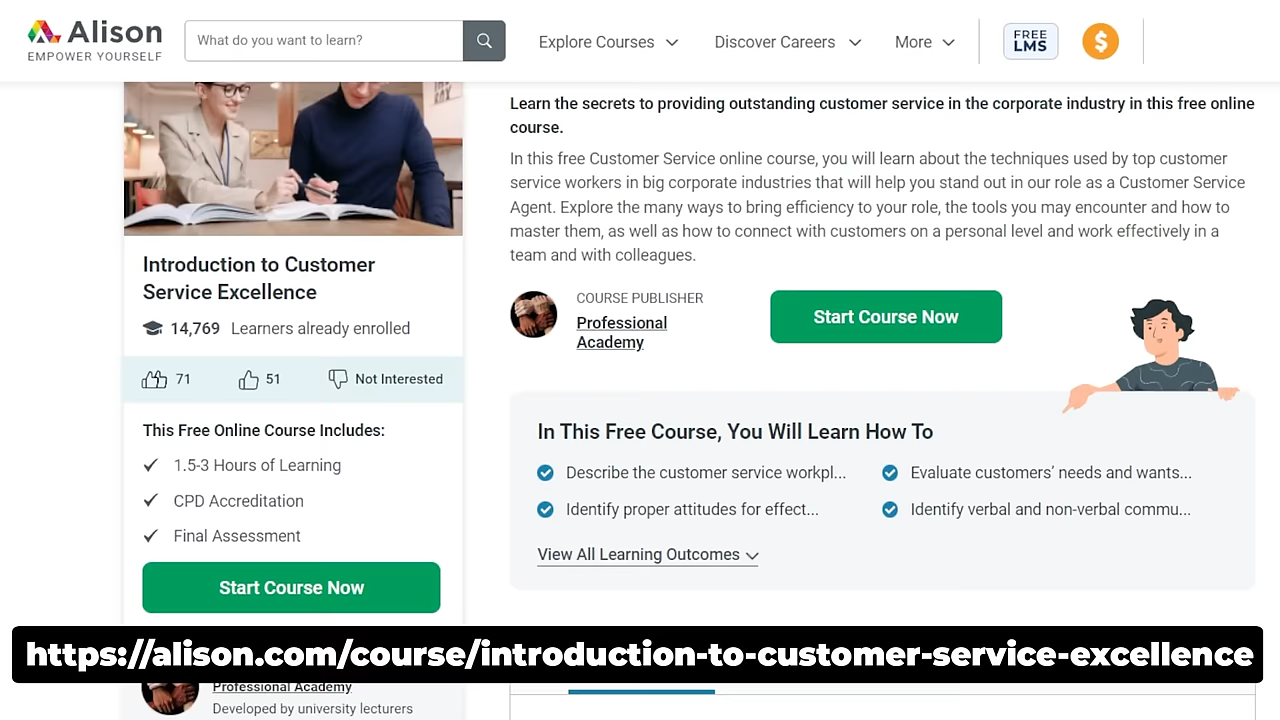 Alison
EMPOWER YOURSELF
What do you want to learn?
Explore Courses
Discover Careers
More
FREE
LMS
$
Introduction to Customer
Service Excellence
14,769 Learners already enrolled
71
51
Not Interested
This Free Online Course Includes:
1.5-3 Hours of Learning
CPD Accreditation
Final Assessment
Start Course Now
Learn the secrets to providing outstanding customer service in the corporate industry in this free online
course.
In this free Customer Service online course, you will learn about the techniques used by top customer
service workers in big corporate industries that will help you stand out in our role as a Customer Service
Agent. Explore the many ways to bring efficiency to your role, the tools you may encounter and how to
master them, as well as how to connect with customers on a personal level and work effectively in a
team and with colleagues.
COURSE PUBLISHER
Professional
Academy
Start Course Now
In This Free Course, You Will Learn How To
Describe the customer service workpl...
Evaluate customers’ needs and wants...
Identify proper attitudes for effect...
Identify verbal and non-verbal commu...
View All Learning Outcomes
https://alison.com/course/introduction-to-customer-service-excellence
Professional Academy
Developed by university lecturers